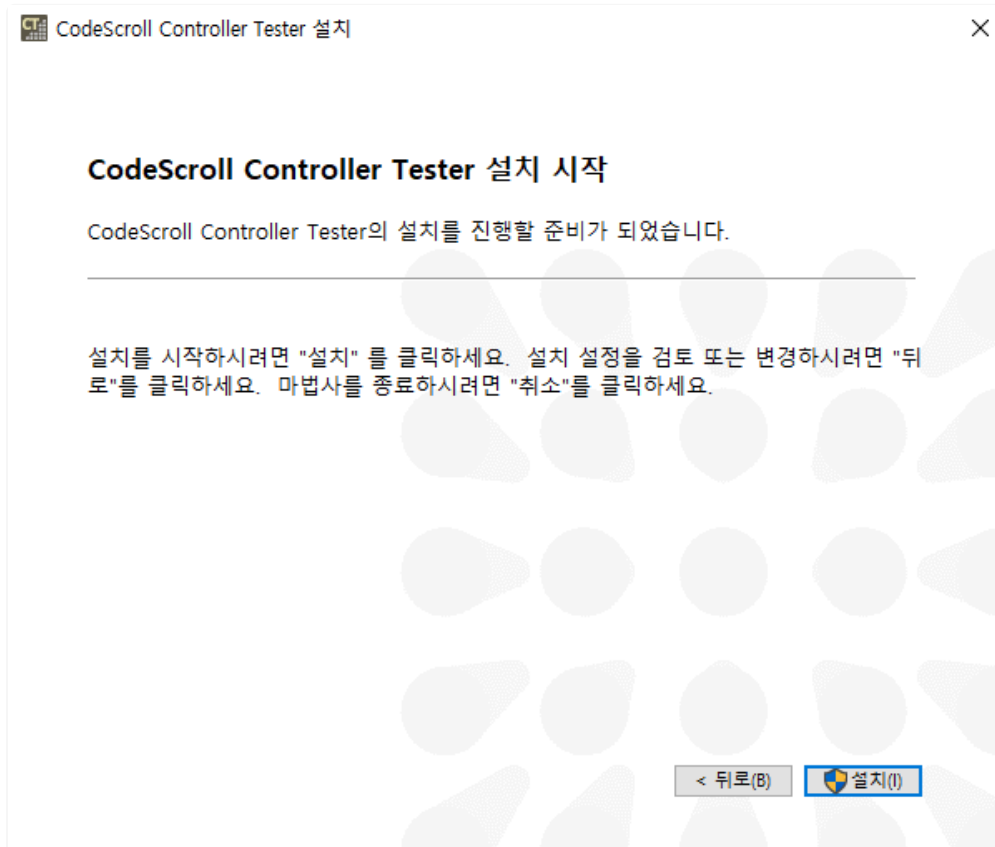 CT CodeScroll Controller Tester 설치
CodeScroll Controller Tester 설치 시작
CodeScroll Controller Tester의 설치를 진행할 준비가 되었습니다.
설치를 시작하시려면 "설치" 를 클릭하세요. 설치 설정을 검토 또는 변경하시려면 "뒤
로"를 클릭하세요. 마법사를 종료하시려면 "취소"를 클릭하세요.
< 뒤로(B) 설치(I)